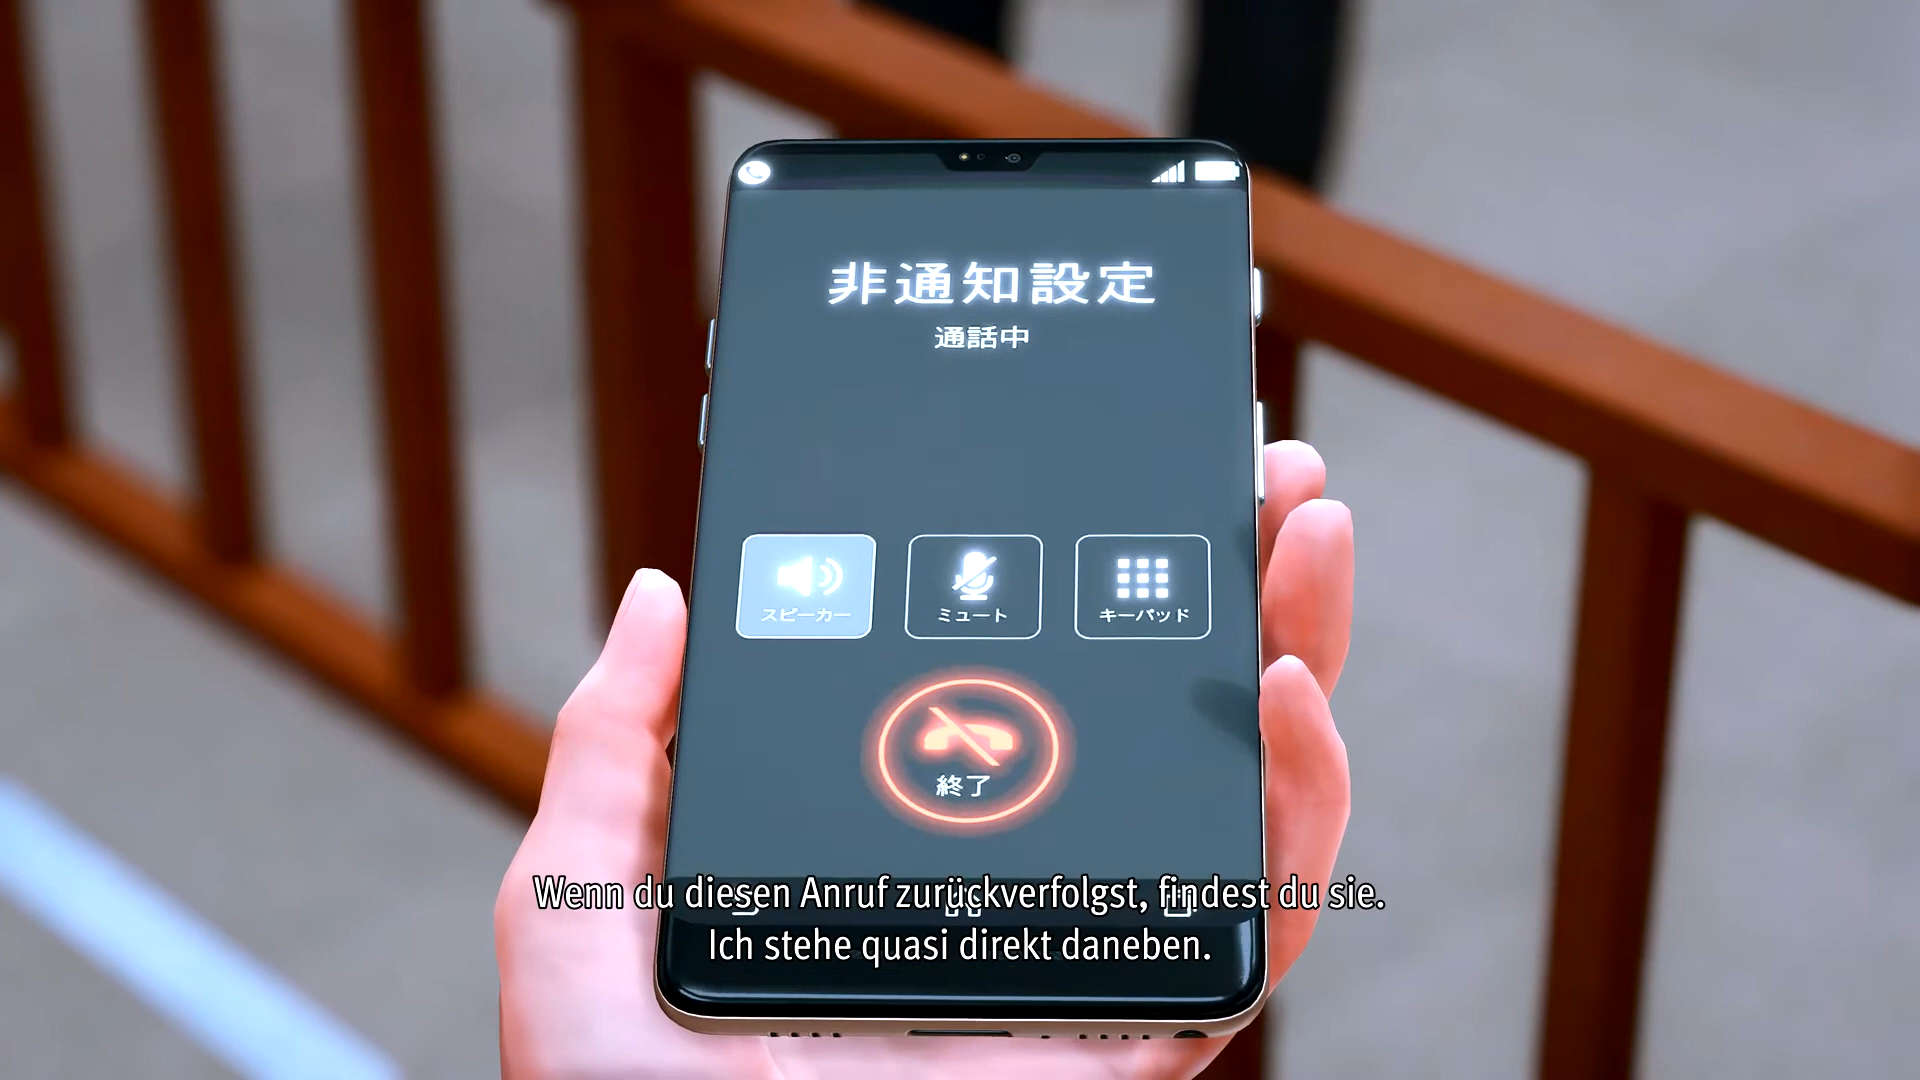 非通知設定
通話中
スピーカー
ミュート
キーパッド
終了
Wenn du diesen Anruf zurückverfolgst, findest du sie.
Ich stehe quasi direkt daneben.